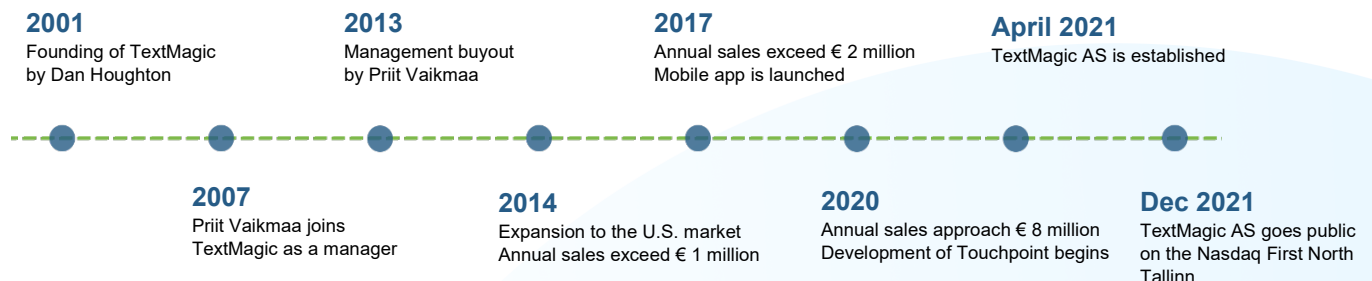 2001
Founding of TextMagic
by Dan Houghton
2007
Priit Vaikmaa joins
TextMagic as a manager
2013
Management buyout
by Priit Vaikmaa
2014
Expansion to the U.S. market
Annual sales exceed € 1 million
2017
Annual sales exceed € 2 million
Mobile app is launched
2020
Annual sales approach € 8 million
Development of Touchpoint begins
April 2021
TextMagic AS is established
Dec 2021
TextMagic AS goes public
on the Nasdaq First North
Tallinn